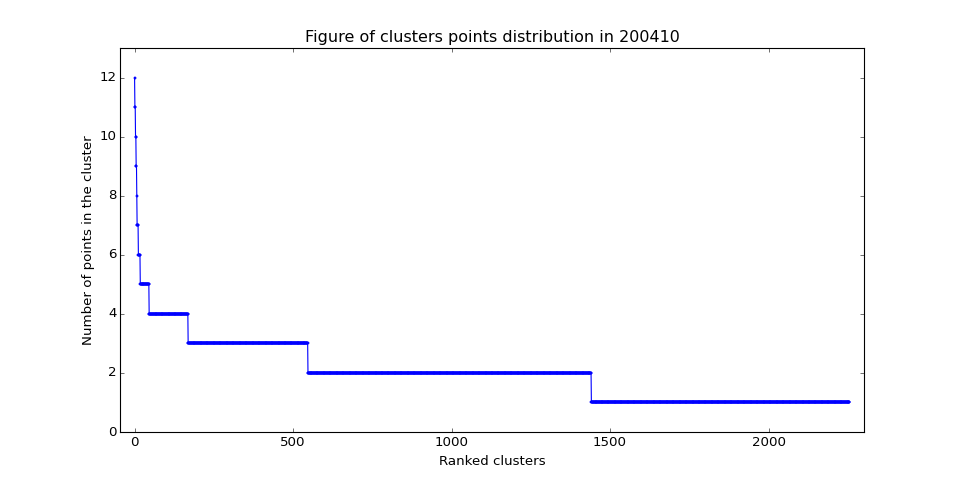 Figure of clusters points distribution in 200410
Number of points in the cluster
12
10
8
6
4
2
0
0 500 1000 1500 2000
Ranked clusters